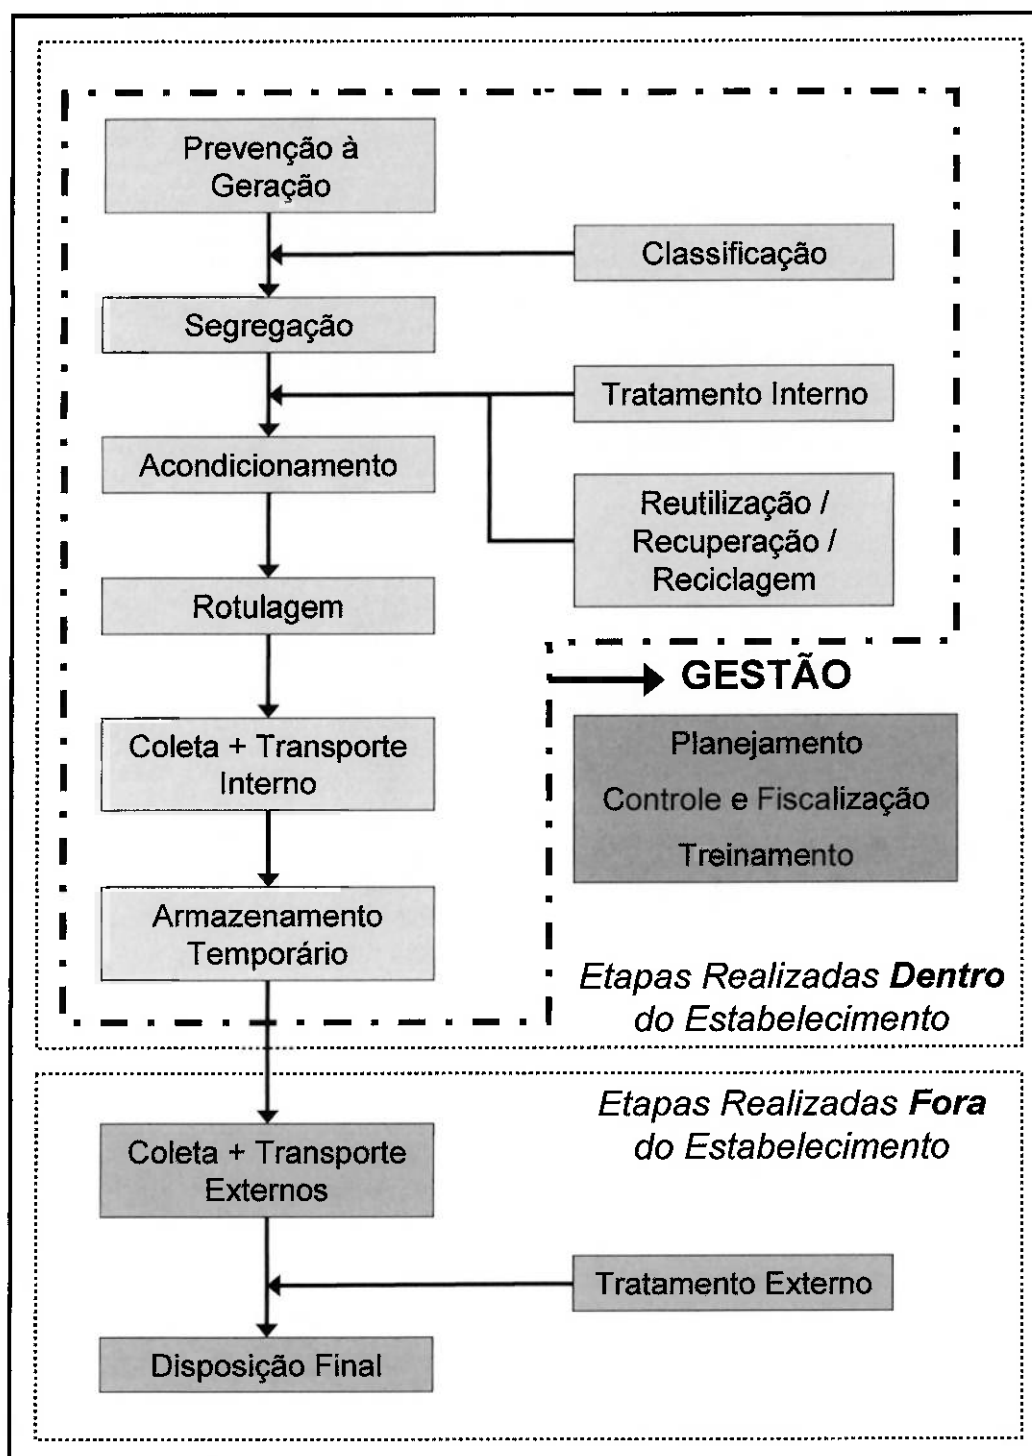 Prevenção à
Geração
Classificação
Segregação
Tratamento Interno
Acondicionamento
Reutilização /
Recuperação /
Reciclagem
Rotulagem
GESTÃO
Coleta + Transporte
Interno
Planejamento
Controle e Fiscalização
Treinamento
Armazenamento
Temporário
Etapas Realizadas Dentro
do Estabelecimento
Etapas Realizadas Fora
do Estabelecimento
Coleta + Transporte
Externos
Tratamento Externo
Disposição Final